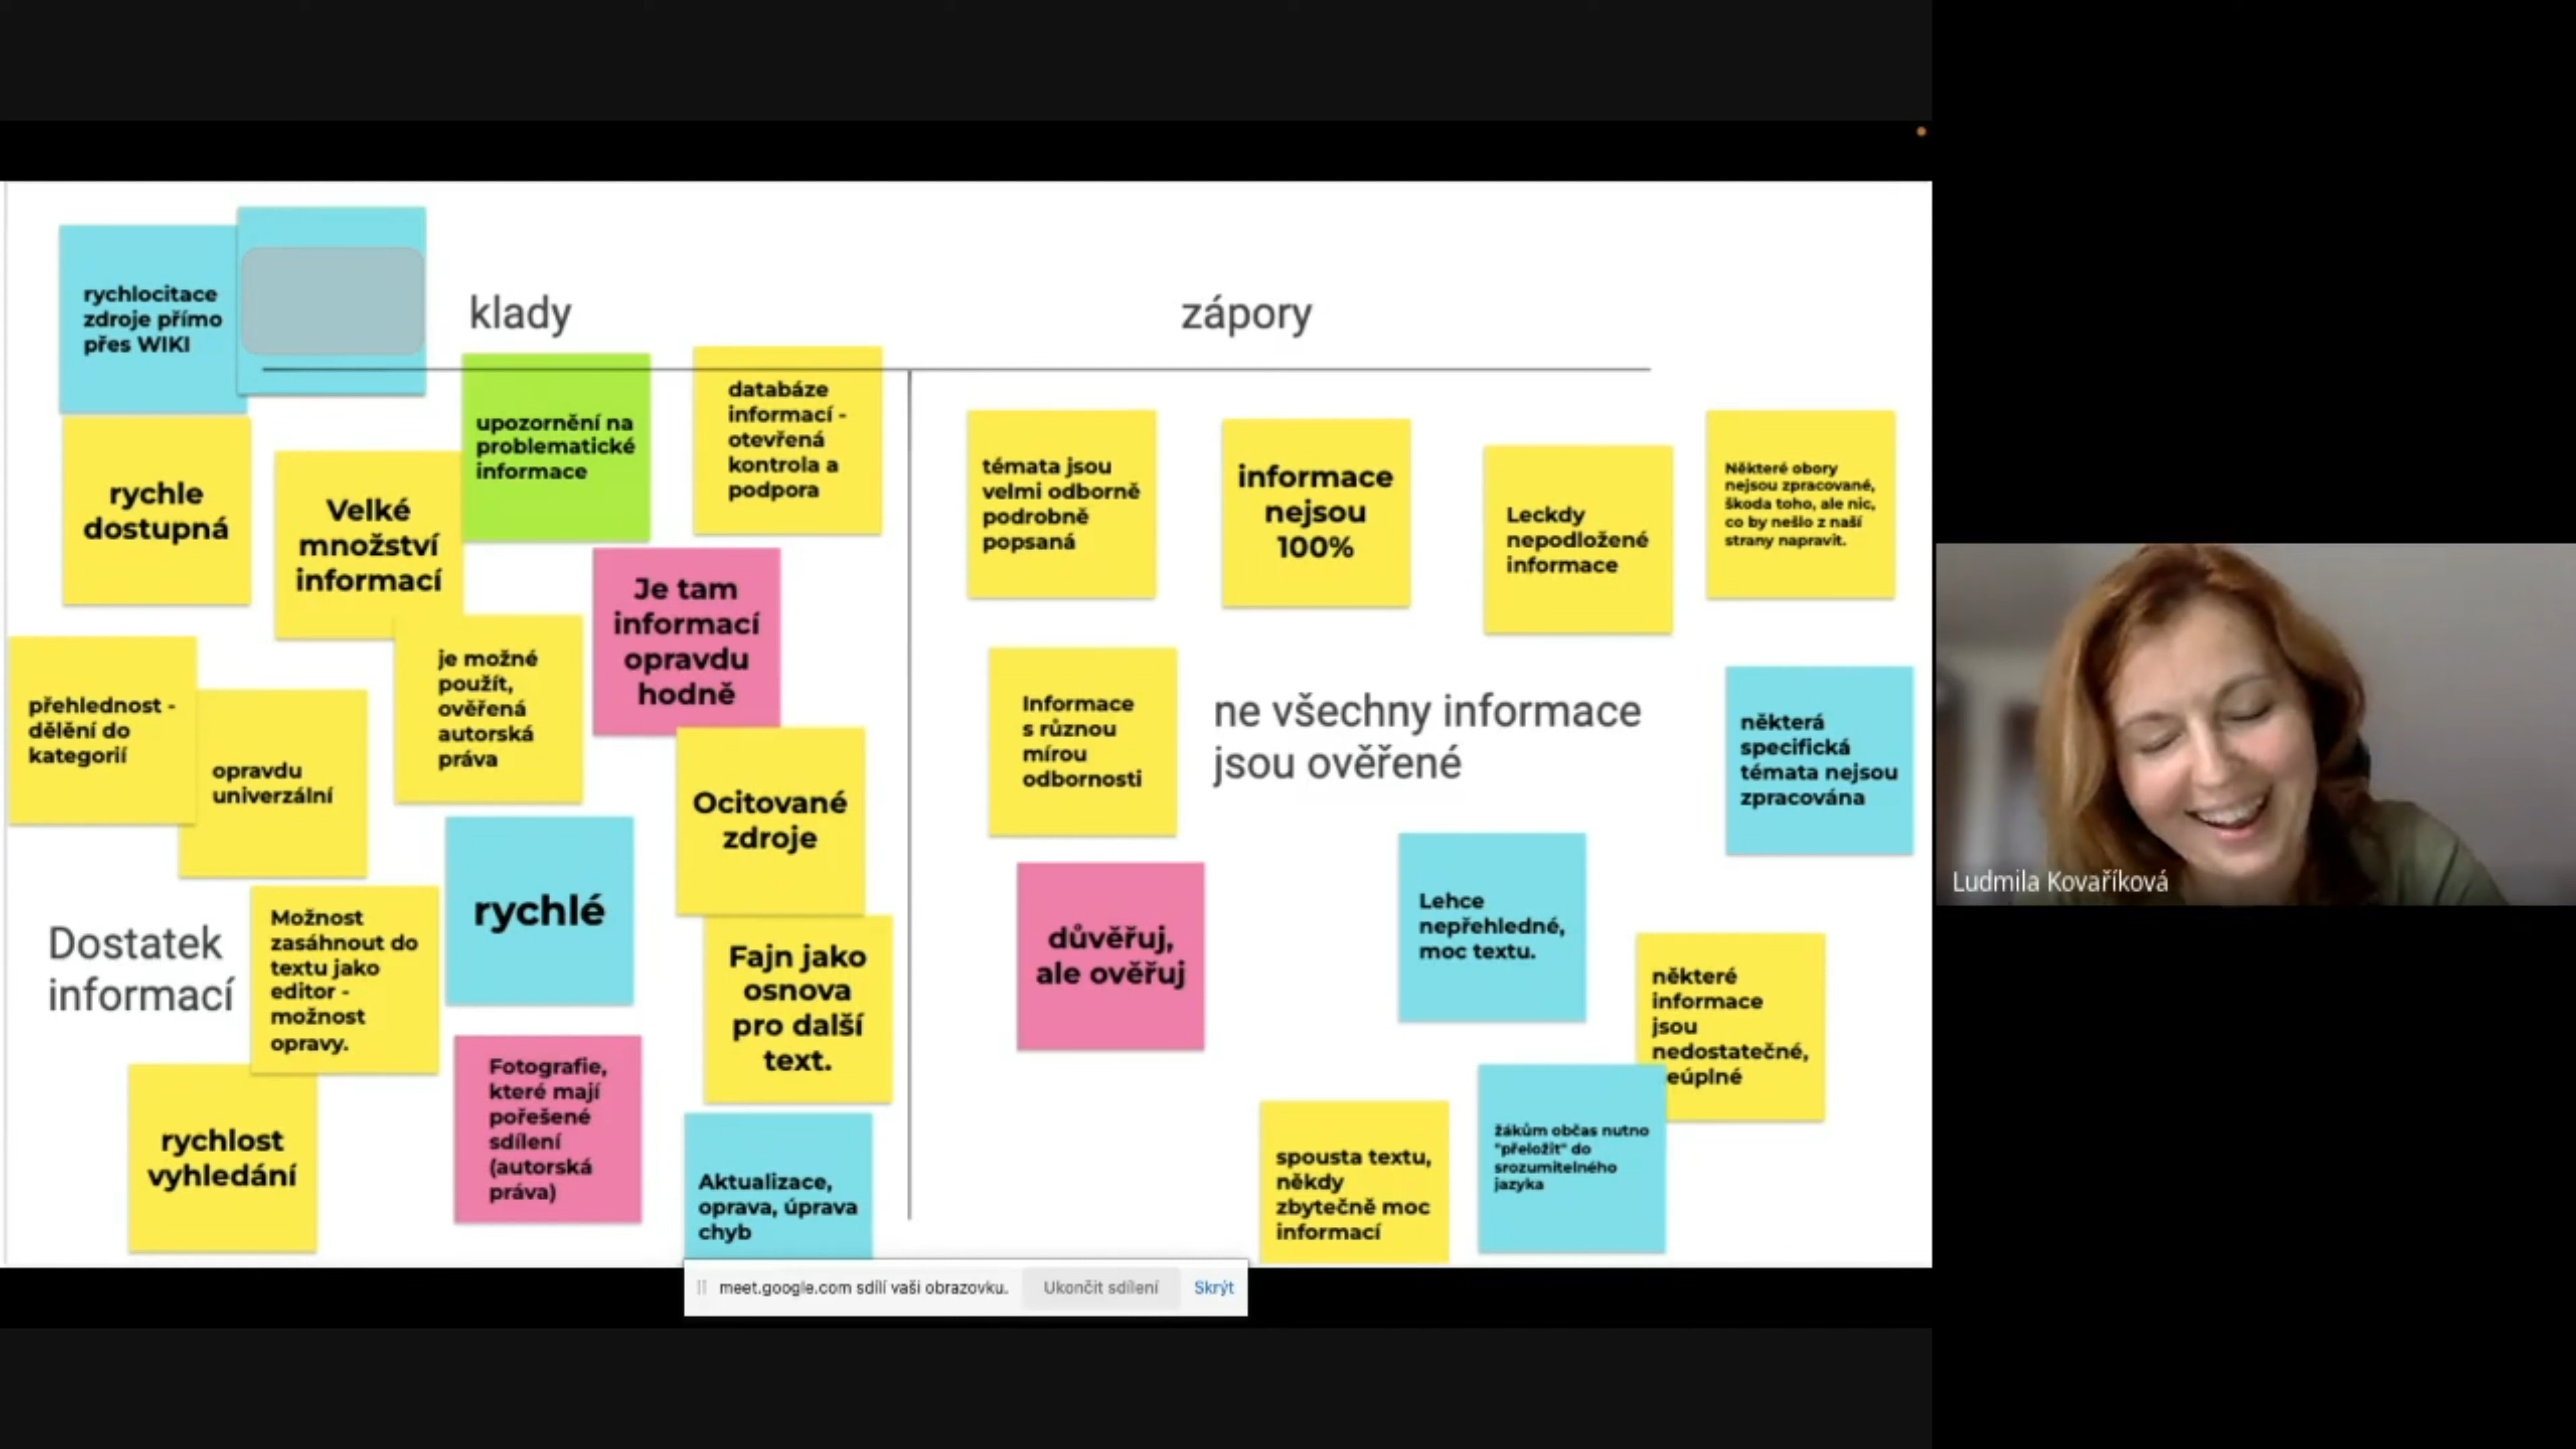 klady
zápory
rychlocitace
zdroje přímo
přes WIKI
upozornění na
problematické
informace
databáze
informací -
otevřená
kontrola a
podpora
rychle
dostupná
Velké
množství
informací
Je tam
informací
opravdu
hodně
je možné
použít,
ověřená
autorská
práva
přehlednost -
dělění do
kategorií
opravdu
univerzální
Ocitované
zdroje
rychlé
Dostatek
informací
Možnost
zasáhnout do
textu jako
editor -
možnost
opravy.
Fajn jako
osnova
pro další
text.
rychlost
vyhledání
Fotografie,
které mají
pořešené
sdílení
(autorská
práva)
Aktualizace,
oprava, úprava
chyb
témata jsou
velmi odborně
podrobně
popsaná
informace
nejsou
100%
Leckdy
nepodložené
informace
Některé obory
nejsou zpracované,
škoda toho, ale nic,
co by nešlo z naší
strany napravit.
Informace
s různou
mírou
odbornosti
ne všechny informace
jsou ověřené
některá
specifická
témata nejsou
zpracována
důvěřuj,
ale ověřuj
Lehce
nepřehledné,
moc textu.
některé
informace
jsou
nedostatečné,
eúplné
spousta textu,
někdy
zbytečně moc
informací
žákům občas nutno
"přeložit" do
srozumitelného
jazyka
meet.google.com sdílí vaši obrazovku. Ukončit sdílení Skrýt
Ludmila Kovaříková